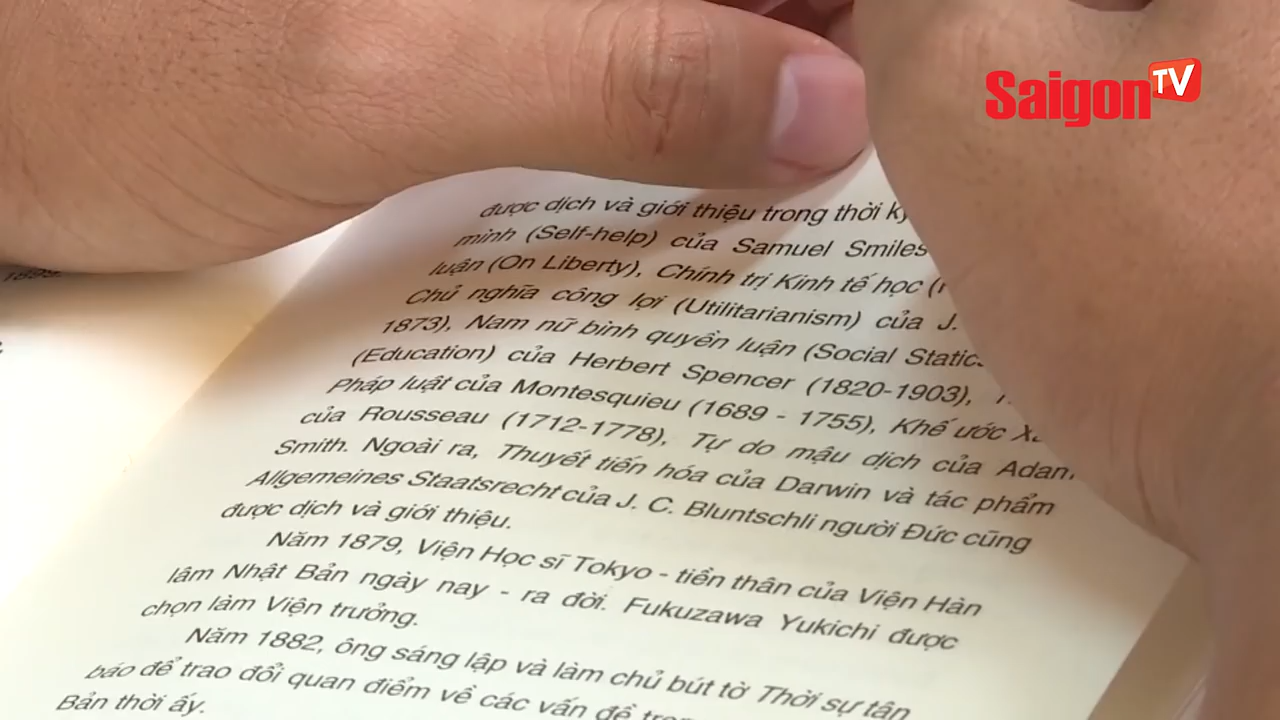 Saigon TV
được dịch và giới thiệu trong thời
minh (Self-help) của Samuel Smiles
luận (On Liberty), Chính trị Kinh tế học
Chủ nghĩa công lợi (Utilitarianism) của J.
1873), Nam nữ bình quyền luận (Social Statics
(Education) của Herbert Spencer (1820-1903),
Pháp luật của Montesquieu (1689 - 1755), Khế ước
của Rousseau (1712-1778), Tự do mậu dịch của Adam
Smith. Ngoài ra, Thuyết tiến hóa của Darwin và tác phẩm
Allgemeines Staatsrecht của J. C. Bluntschli người Đức cũng
được dịch và giới thiệu.
Năm 1879, Viện Học sĩ Tokyo - tiền thân của Viện Hàn
lâm Nhật Bản ngày nay - ra đời. Fukuzawa Yukichi được
chọn làm Viện trưởng.
Năm 1882, ông sáng lập và làm chủ bút tờ Thời sự tân
báo để trao đổi quan điểm về các vấn đề
Bản thời ấy.